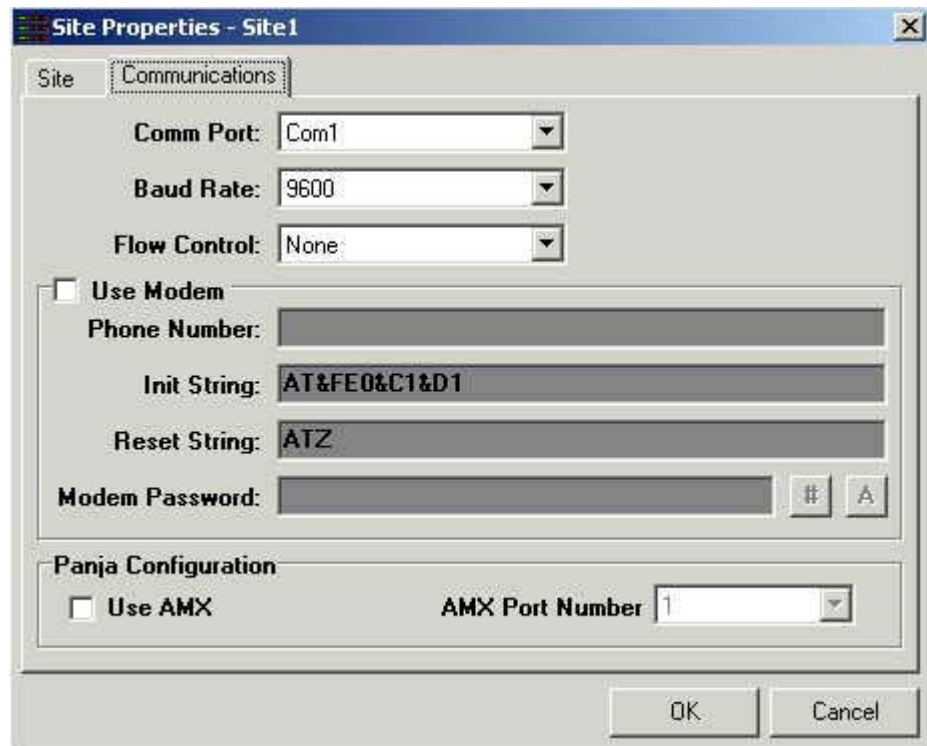 Site Properties - Site1
Site Communications
Comm Port: Com1
Baud Rate: 9600
Flow Control: None
Use Modem
Phone Number:
Init String: AT&FE0&C1&D1
Reset String: ATZ
Modem Password: # A
Panja Configuration
Use AMX AMX Port Number 1
OK Cancel